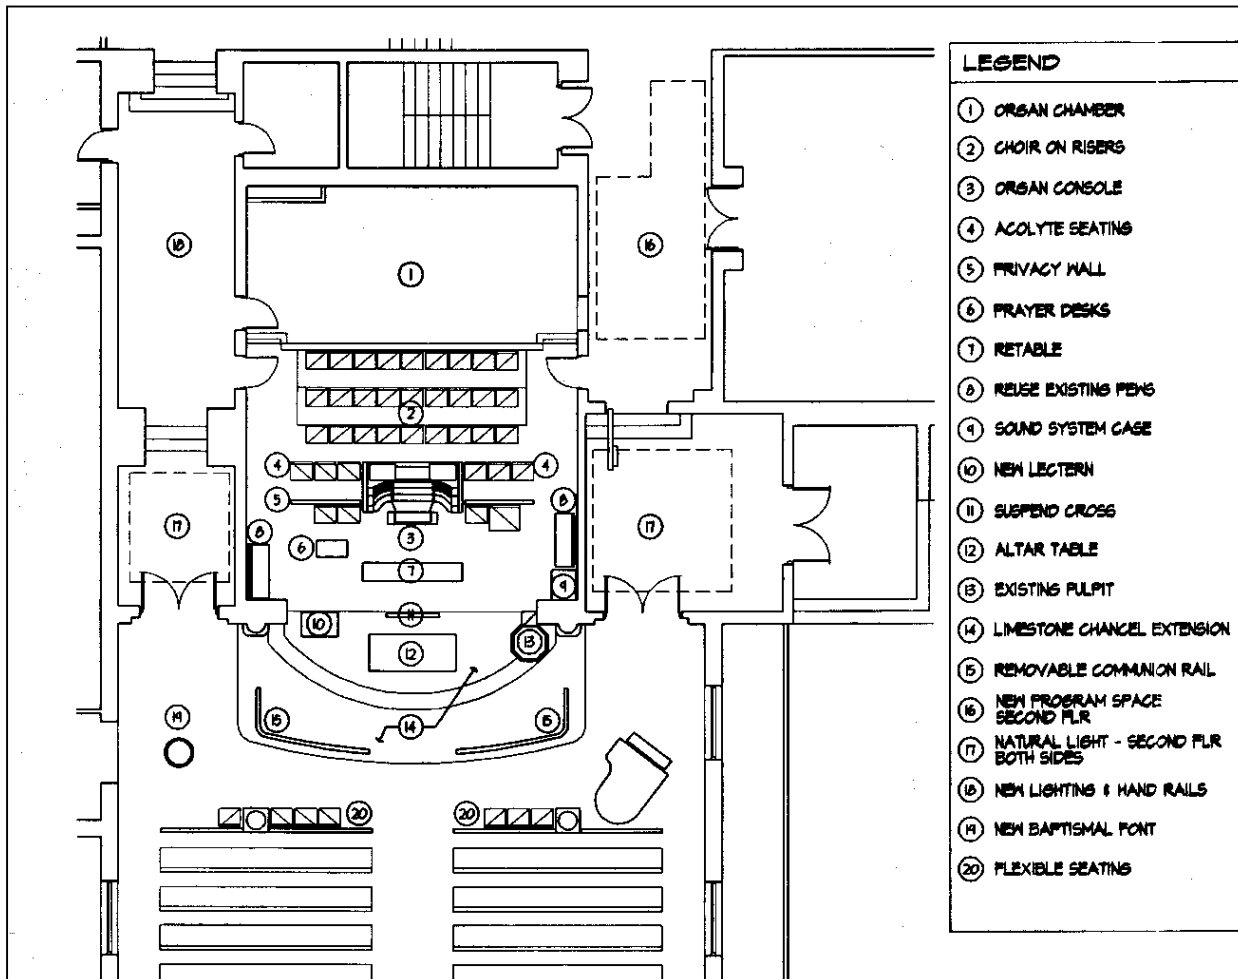 LEGEND
1 ORGAN CHAMBER
2 CHOIR ON RISERS
3 ORGAN CONSOLE
4 ACOLYTE SEATING
5 PRIVACY WALL
6 PRAYER DESKS
7 RETABLE
8 REUSE EXISTING PEWS
9 SOUND SYSTEM CASE
10 NEW LECTERN
11 SUSPEND CROSS
12 ALTAR TABLE
13 EXISTING PULPIT
14 LIMESTONE CHANCEL EXTENSION
15 REMOVABLE COMMUNION RAIL
16 NEW PROGRAM SPACE
SECOND FLR
17 NATURAL LIGHT - SECOND FLR
BOTH SIDES
18 NEW LIGHTING & HAND RAILS
19 NEW BAPTISMAL FONT
20 FLEXIBLE SEATING
18
16
1
2
4
4
5
8
17
8
6
3
17
7
9
11
10
13
12
19
15
14
15
20
20